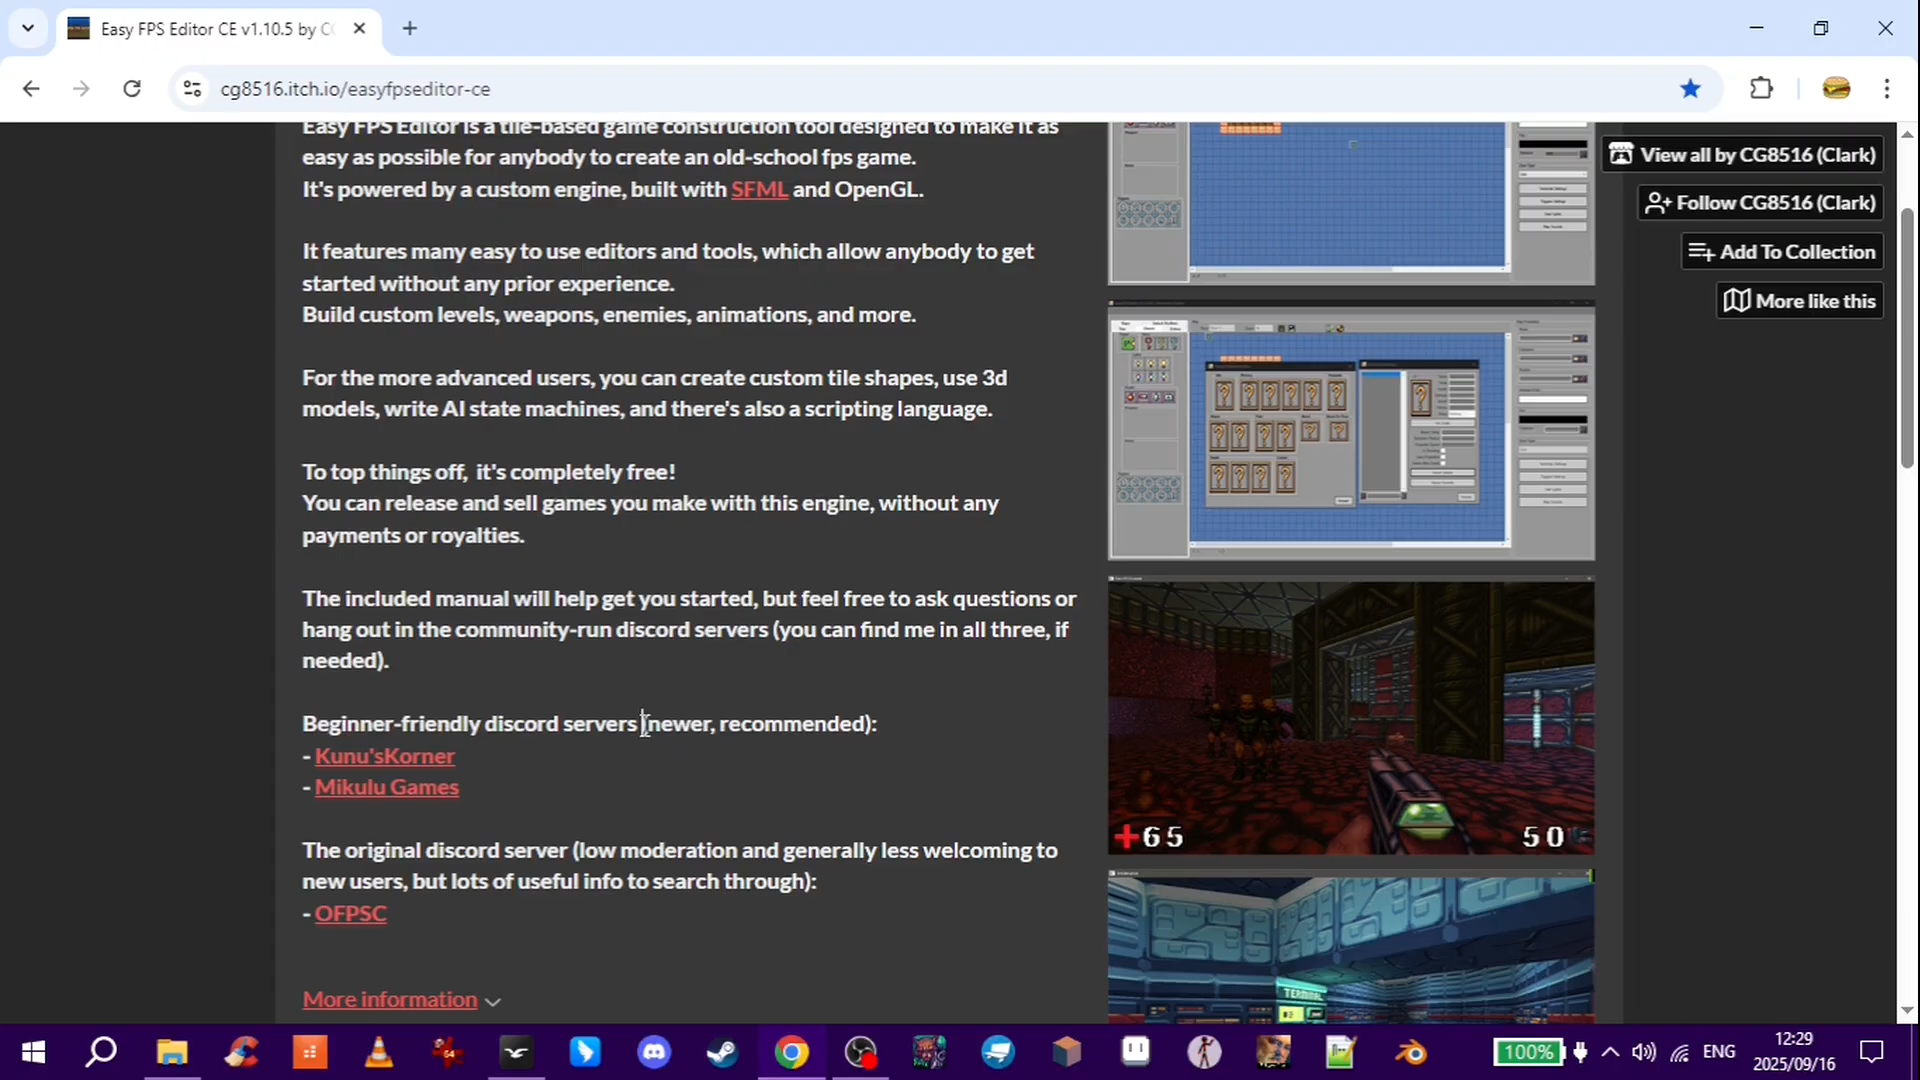 Easy FPS Editor CE v1.10.5 by CG
cg8516.itch.io/easyfpseditor-ce
Easy FPS Editor is a tile-based game construction tool designed to make it as
easy as possible for anybody to create an old-school fps game.
It's powered by a custom engine, built with SFML and OpenGL.
It features many easy to use editors and tools, which allow anybody to get
started without any prior experience.
Build custom levels, weapons, enemies, animations, and more.
For the more advanced users, you can create custom tile shapes, use 3d
models, write AI state machines, and there's also a scripting language.
To top things off, it's completely free!
You can release and sell games you make with this engine, without any
payments or royalties.
The included manual will help get you started, but feel free to ask questions or
hang out in the community-run discord servers (you can find me in all three, if
needed).
Beginner-friendly discord servers (newer, recommended):
- Kunu'sKorner
- Mikulu Games
The original discord server (low moderation and generally less welcoming to
new users, but lots of useful info to search through):
- OFPSC
More information
View all by CG8516 (Clark)
Follow CG8516 (Clark)
Add To Collection
More like this
65
50
TERMINAL
64
100%
ENG
12:29
2025/09/16